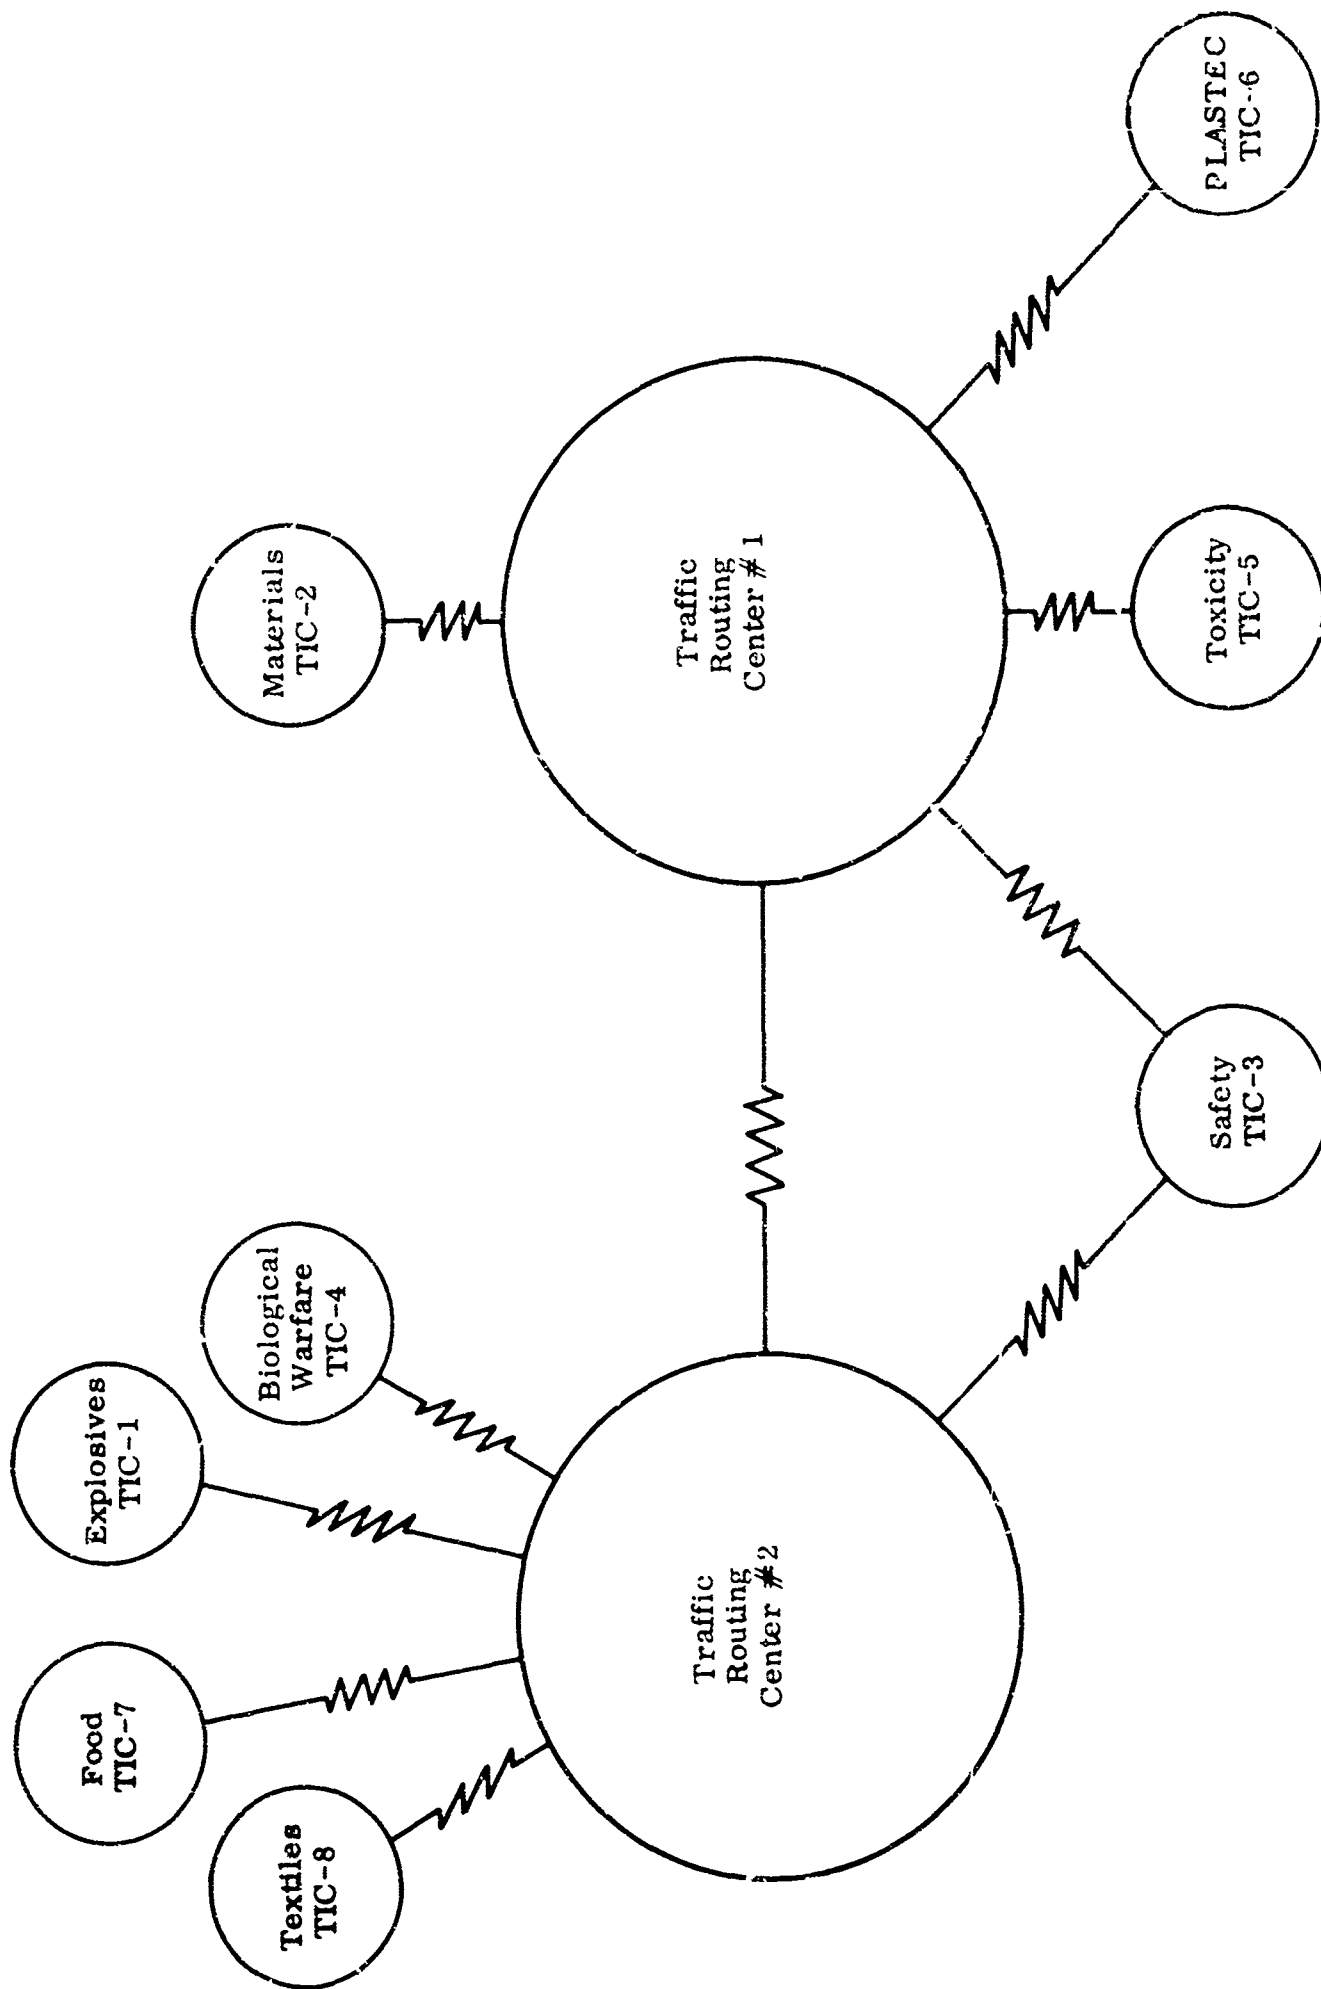 Explosives
TIC-1
Food
TIC-7
Biological
Warfare
TIC-4
Textiles
TIC-8
Materials
TIC-2
Traffic
Routing
Center #2
Traffic
Routing
Center #1
Safety
TIC-3
Toxicity
TIC-5
PLASTEC
TIC-6